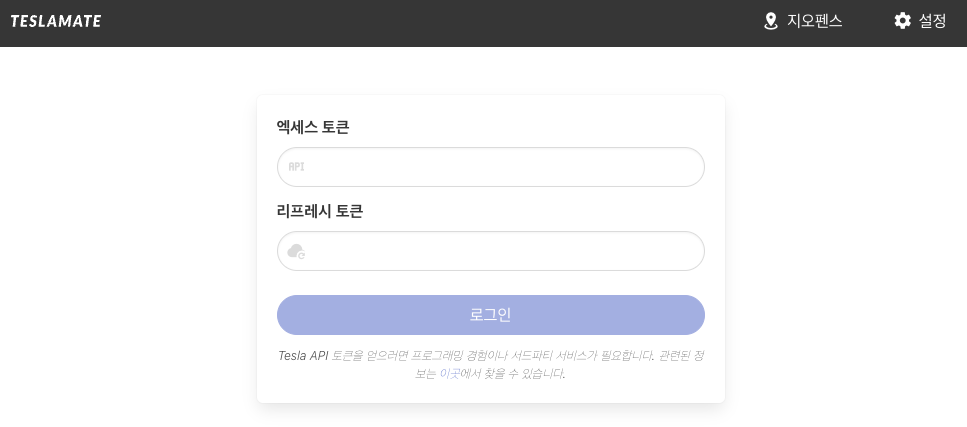 TESLAMATE
지오펜스
설정
엑세스 토큰
API
리프레시 토큰
로그인
Tesla API 토큰을 얻으려면 프로그래밍 경험이나 서드파티 서비스가 필요합니다. 관련된 정
보는 이곳에서 찾을 수 있습니다.